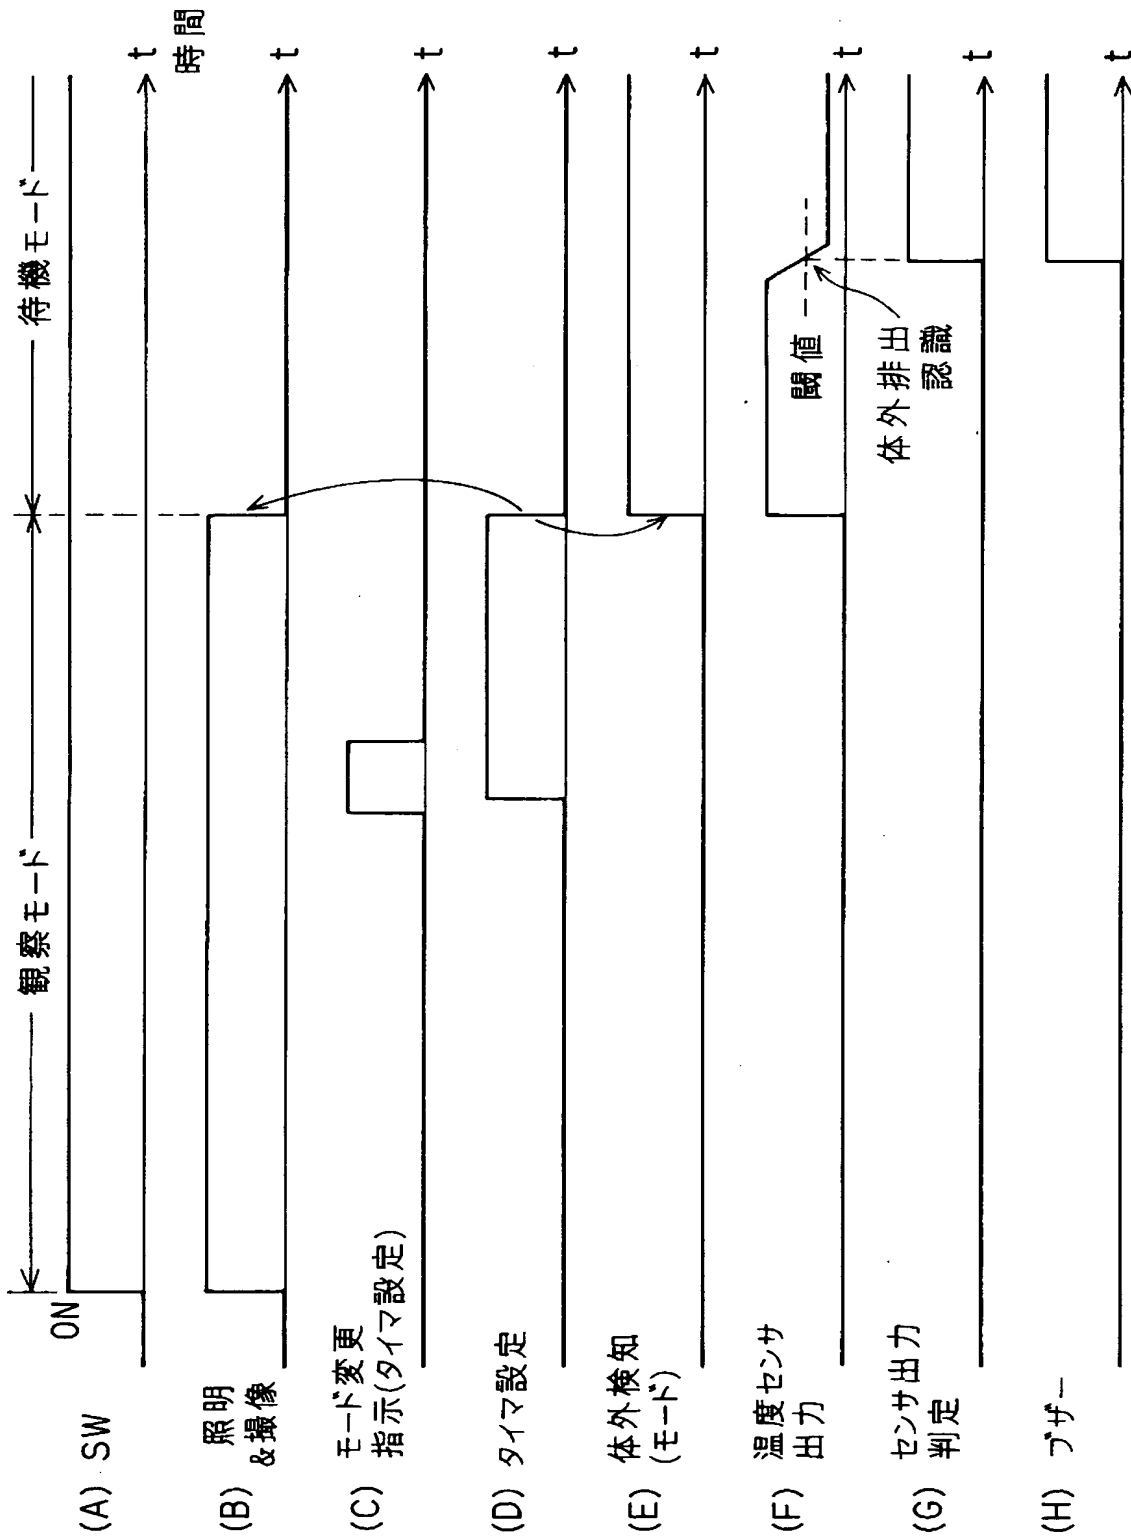 観察モード
待機モード
ON
t
時間
(A) SW
(B) 照明
&撮像
t
(C) モード変更
指示(タイマ設定)
t
(D) タイマ設定
t
(E) 体外検知
(モード)
t
(F) 温度センサ
出力
閾値
t
体外排出
認識
(G) センサ出力
判定
t
(H) ブザー
t